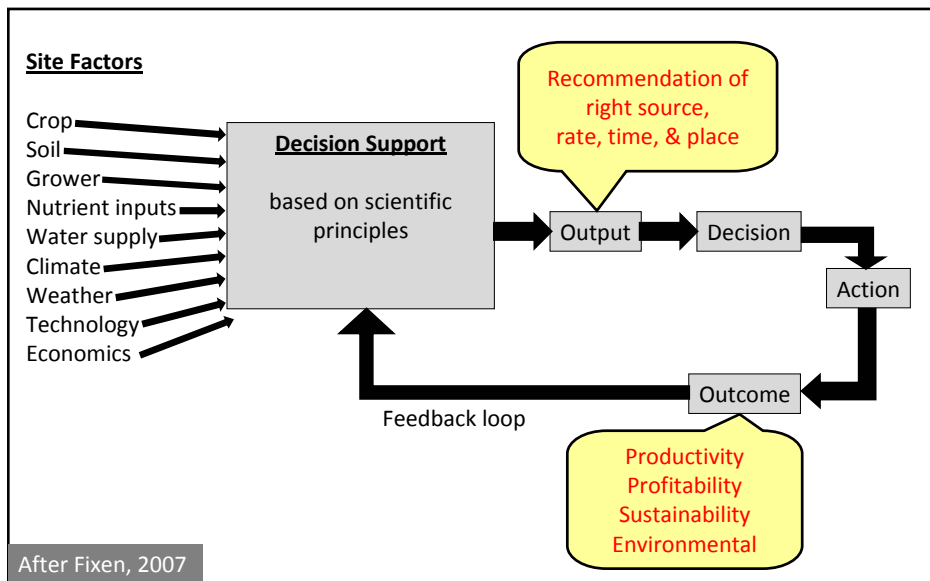 Site Factors
Crop
Soil
Grower
Nutrient inputs
Water supply
Climate
Weather
Technology
Economics
Decision Support
based on scientific
principles
Recommendation of
right source,
rate, time, & place
Output
Decision
Action
Outcome
Feedback loop
Productivity
Profitability
Sustainability
Environmental
After Fixen, 2007